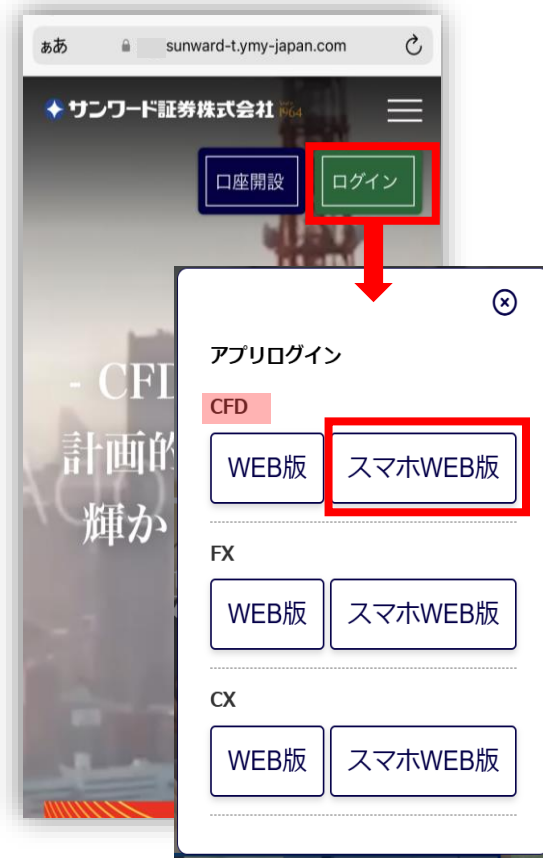 ぁあ sunward-t.ymy-japan.com
サンワード証券株式会社 1964
口座開設 ログイン
- CFD
計画的
輝か
アプリログイン
CFD
WEB版 スマホWEB版
FX
WEB版 スマホWEB版
CX
WEB版 スマホWEB版